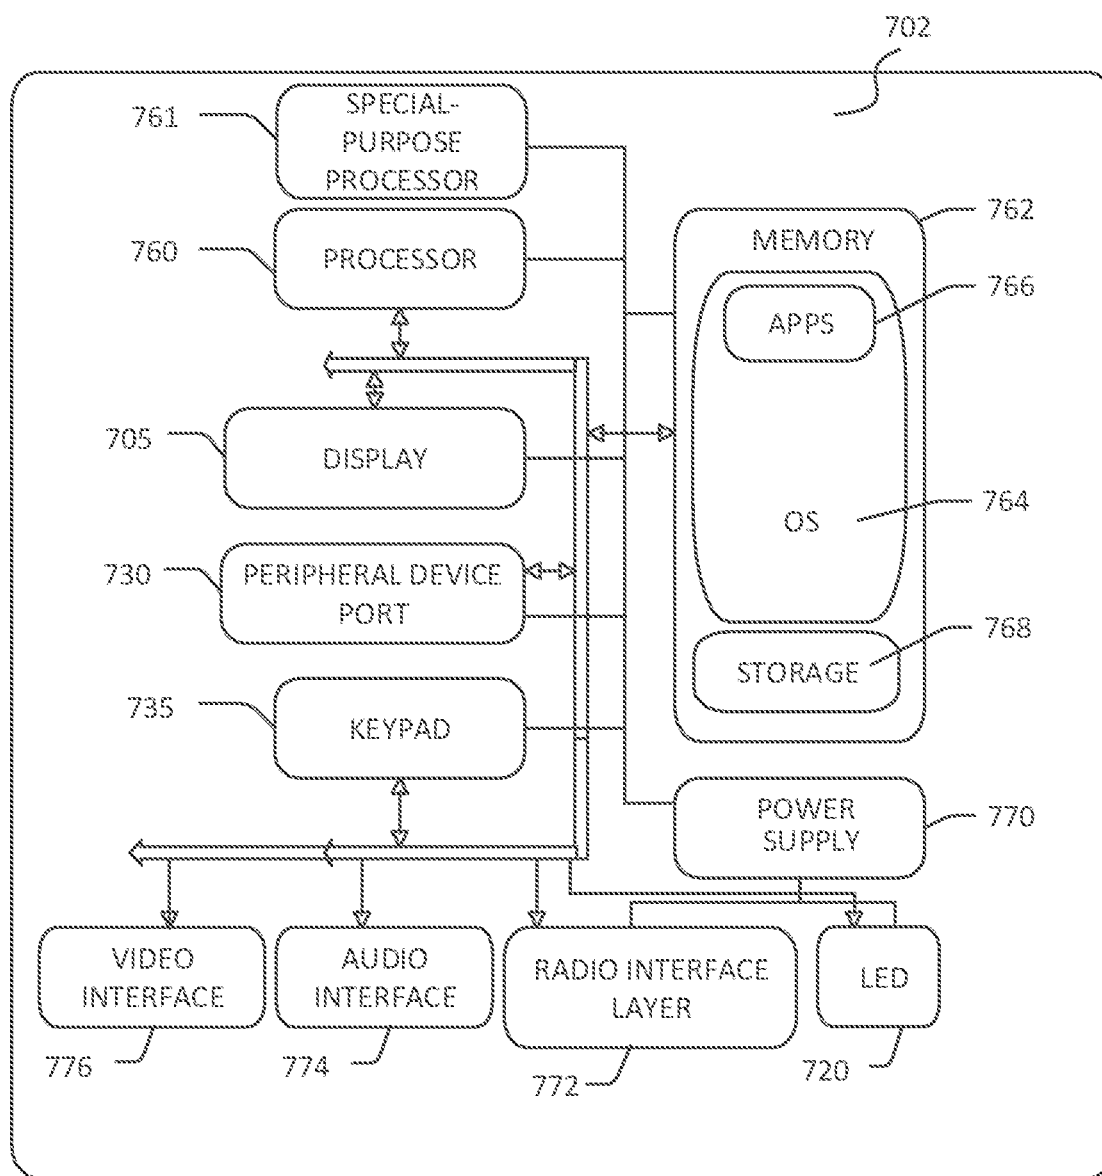 702
761
SPECIAL-
PURPOSE
PROCESSOR
760
PROCESSOR
762
MEMORY
766
APPS
705
DISPLAY
764
OS
730
PERIPHERAL DEVICE
PORT
768
STORAGE
735
KEYPAD
POWER
SUPPLY
770
VIDEO
INTERFACE
AUDIO
INTERFACE
RADIO INTERFACE
LAYER
LED
776
774
772
720